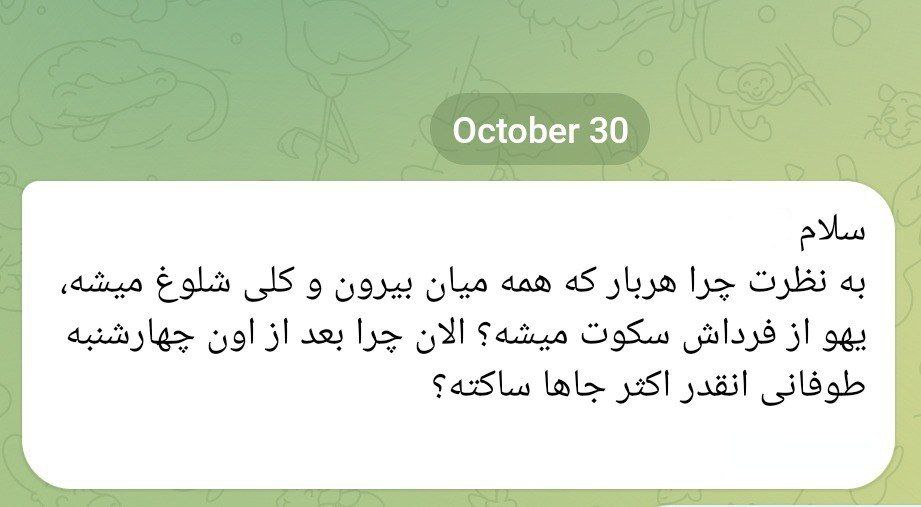 October 30
سلام
به نظرت چرا هربار که همه میان بیرون و کلی شلوغ میشه،
یهو از فرداش سکوت میشه؟ الان چرا بعد از اون چهارشنبه
طوفانی انقدر اکثر جاها ساکته؟